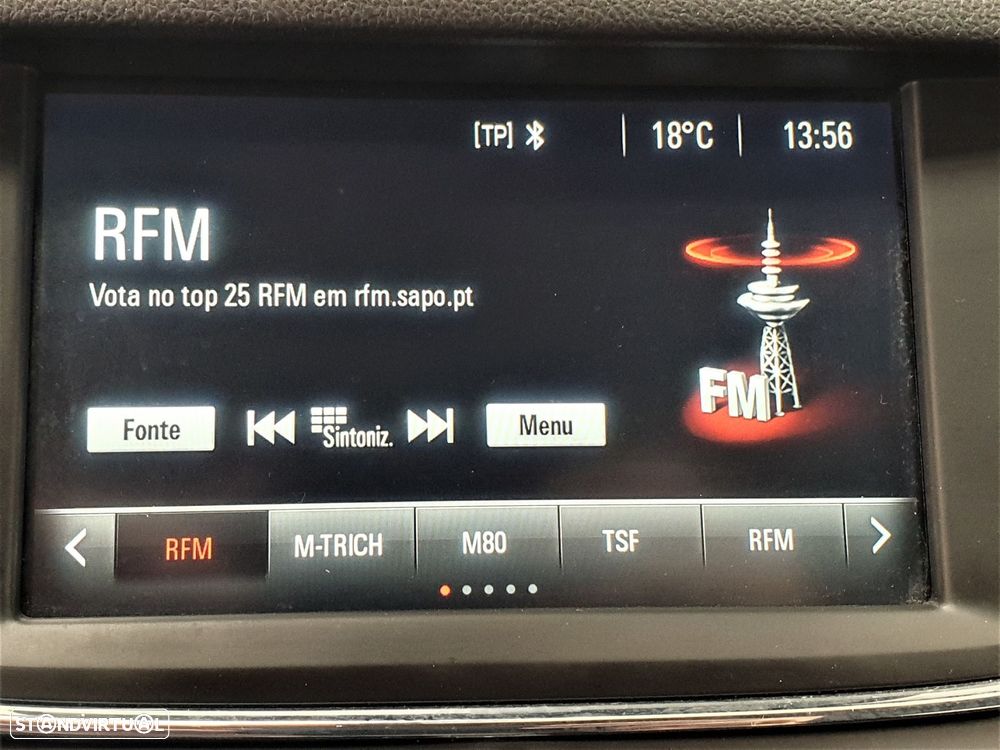 [TP] 18°C 13:56
RFM
Vota no top 25 RFM em rfm.sapo.pt
FM
Fonte Sintoniz. Menu
RFM M-TRICH M80 TSF RFM
STANDVIRTUAL